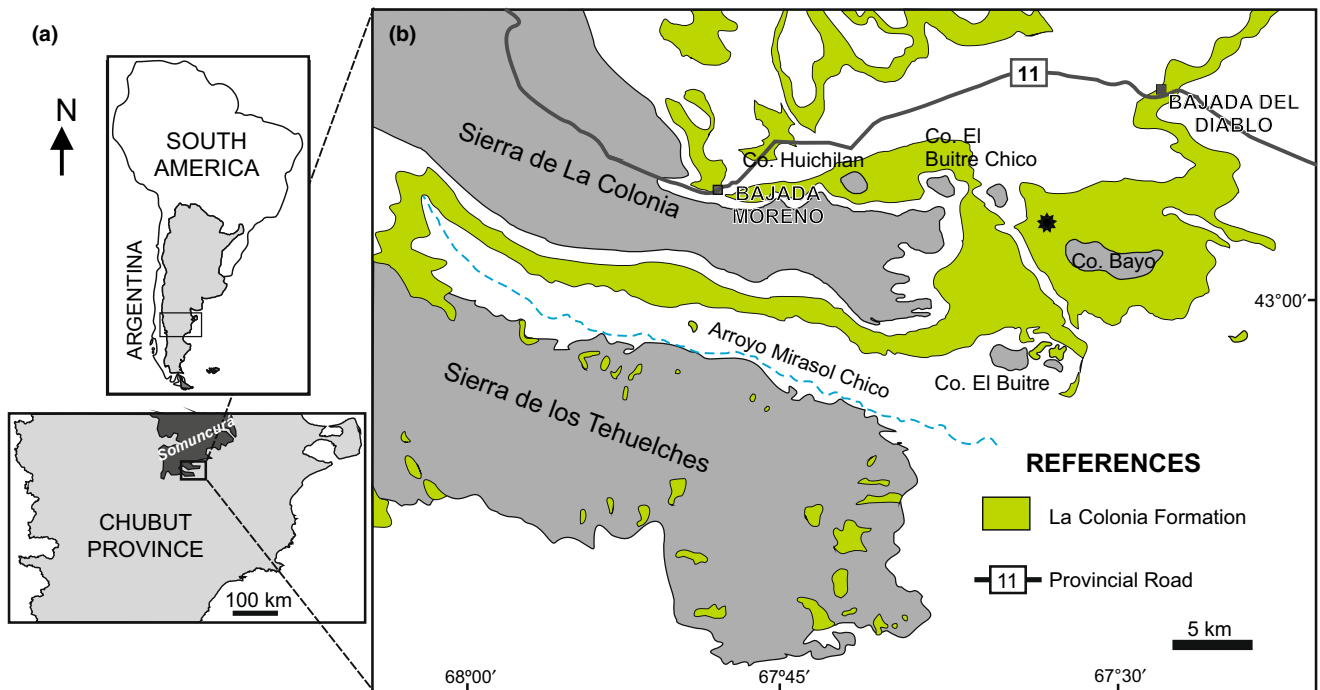 (a)
N
SOUTH
AMERICA
ARGENTINA
Somuncurá
CHUBUT
PROVINCE
100 km
(b)
11
BAJADA DEL
DIABLO
Sierra de La Colonia
Co. Huichilan
Co. El
Buitre Chico
BAJADA
MORENO
Co. Bayo
43°00′
Arroyo Mirasol Chico
Co. El Buitre
Sierra de los Tehuelches
REFERENCES
La Colonia Formation
11 Provincial Road
5 km
68°00′
67°45′
67°30′